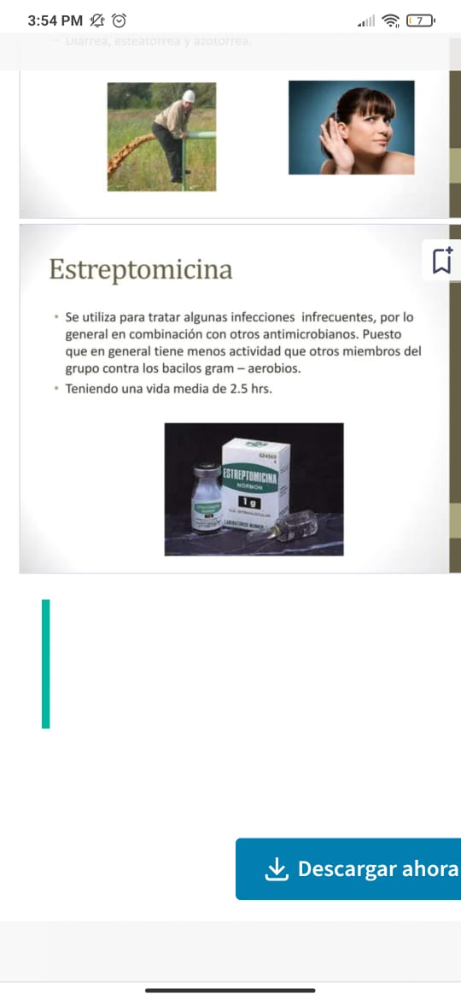 3:54 PM
7
Diarrea, esteatorrea y azotorrea.
Estreptomicina
• Se utiliza para tratar algunas infecciones infrecuentes, por lo
general en combinación con otros antimicrobianos. Puesto
que en general tiene menos actividad que otros miembros del
grupo contra los bacilos gram – aerobios.
• Teniendo una vida media de 2.5 hrs.
ESTREPTOMICINA
NORMON
1 g
Descargar ahora